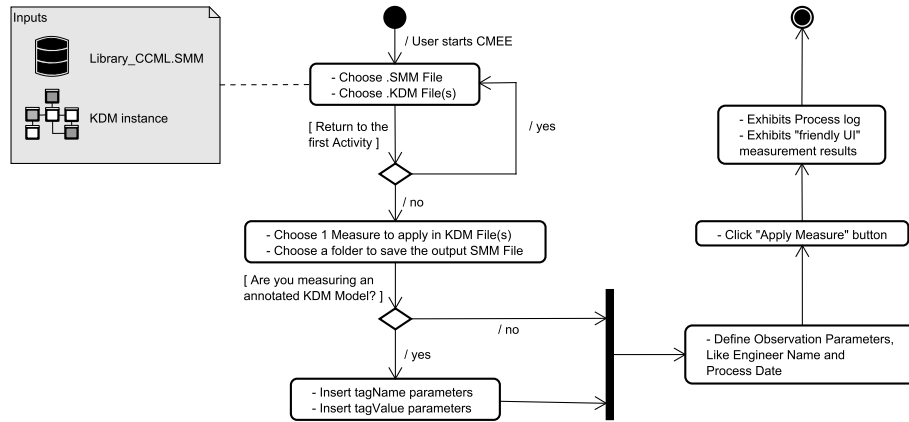 Inputs
Library_CCML.SMM
KDM instance
/ User starts CMEE
- Choose .SMM File
- Choose .KDM File(s)
[ Return to the
first Activity ]
/ yes
/ no
- Choose 1 Measure to apply in KDM File(s)
- Choose a folder to save the output SMM File
[ Are you measuring an
annotated KDM Model? ]
/ no
/ yes
- Insert tagName parameters
- Insert tagValue parameters
- Define Observation Parameters,
Like Engineer Name and
Process Date
- Click "Apply Measure" button
- Exhibits Process log
- Exhibits "friendly UI"
measurement results